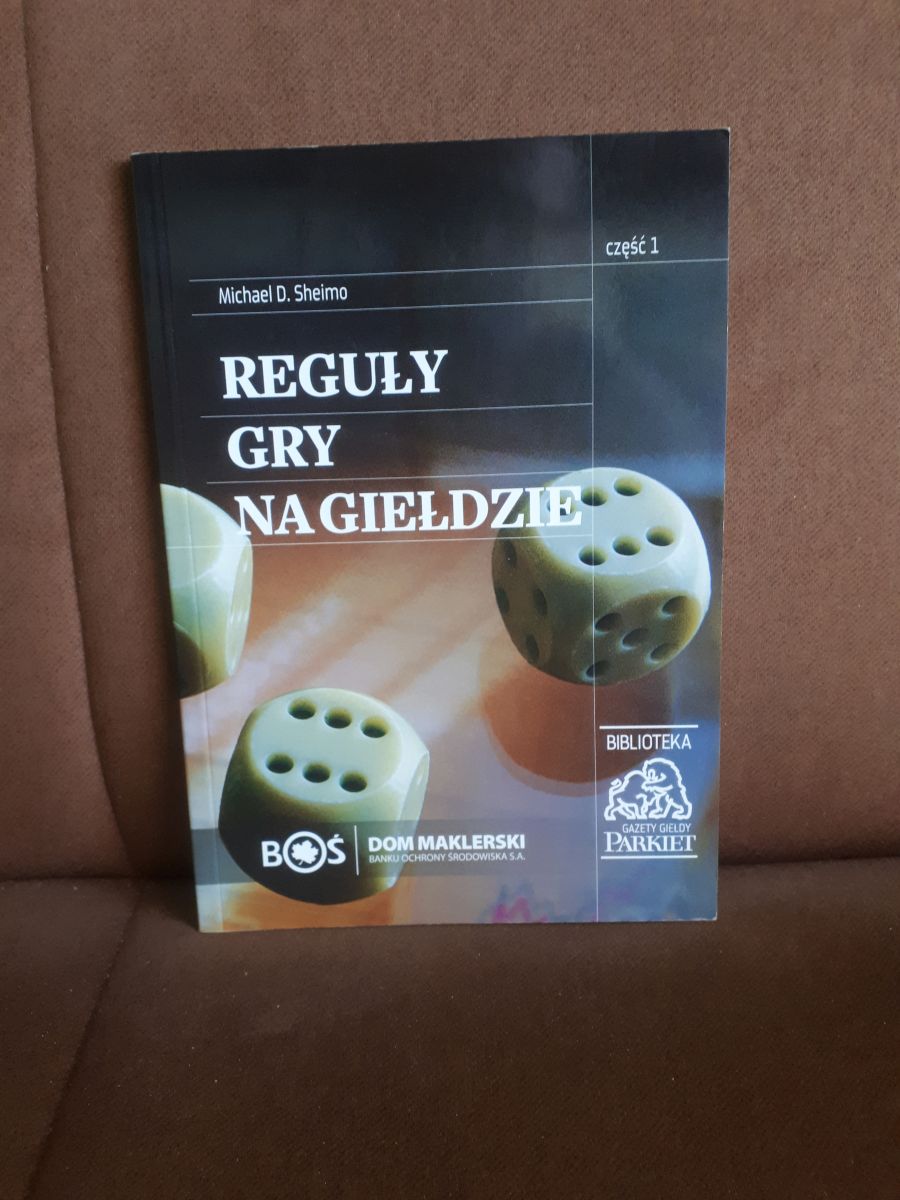 część 1
Michael D. Sheimo
REGUŁY
GRY
NA GIEŁDZIE
BIBLIOTEKA
GAZETY GIEŁDY
PARKIET
BOŚ
DOM MAKLERSKI
BANKU OCHRONY ŚRODOWISKA S.A.